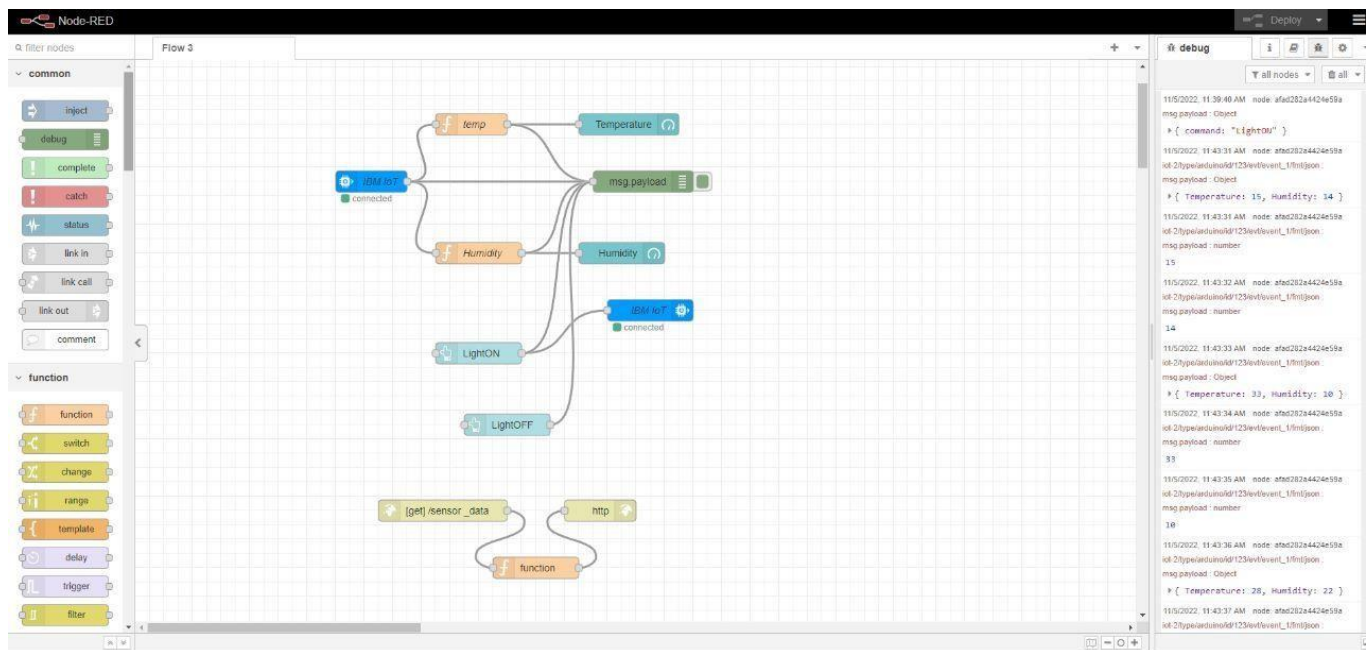 Node-RED
Deploy
filter nodes
Flow 3
debug
i
all nodes
all
common
inject
debug
complete
catch
status
link in
link call
link out
comment
function
function
switch
change
range
template
delay
trigger
filter
temp
Temperature
IBM IoT
connected
msg.payload
Humidity
Humidity
IBM IoT
connected
LightON
LightOFF
[get] /sensor_data
http
function
11/5/2022, 11:39:40 AM node: afad282a4424e59a
msg.payload : Object
{ command: "LightON" }
11/5/2022, 11:43:31 AM node: afad282a4424e59a
iot-2/type/arduino/id/123/evt/event_1/fmt/json :
msg.payload : Object
{ Temperature: 15, Humidity: 14 }
11/5/2022, 11:43:31 AM node: afad282a4424e59a
iot-2/type/arduino/id/123/evt/event_1/fmt/json :
msg.payload : number
15
11/5/2022, 11:43:32 AM node: afad282a4424e59a
iot-2/type/arduino/id/123/evt/event_1/fmt/json :
msg.payload : number
14
11/5/2022, 11:43:33 AM node: afad282a4424e59a
iot-2/type/arduino/id/123/evt/event_1/fmt/json :
msg.payload : Object
{ Temperature: 33, Humidity: 10 }
11/5/2022, 11:43:34 AM node: afad282a4424e59a
iot-2/type/arduino/id/123/evt/event_1/fmt/json :
msg.payload : number
33
11/5/2022, 11:43:35 AM node: afad282a4424e59a
iot-2/type/arduino/id/123/evt/event_1/fmt/json :
msg.payload : number
10
11/5/2022, 11:43:36 AM node: afad282a4424e59a
iot-2/type/arduino/id/123/evt/event_1/fmt/json :
msg.payload : Object
{ Temperature: 28, Humidity: 22 }
11/5/2022, 11:43:37 AM node: afad282a4424e59a
iot-2/type/arduino/id/123/evt/event_1/fmt/json :